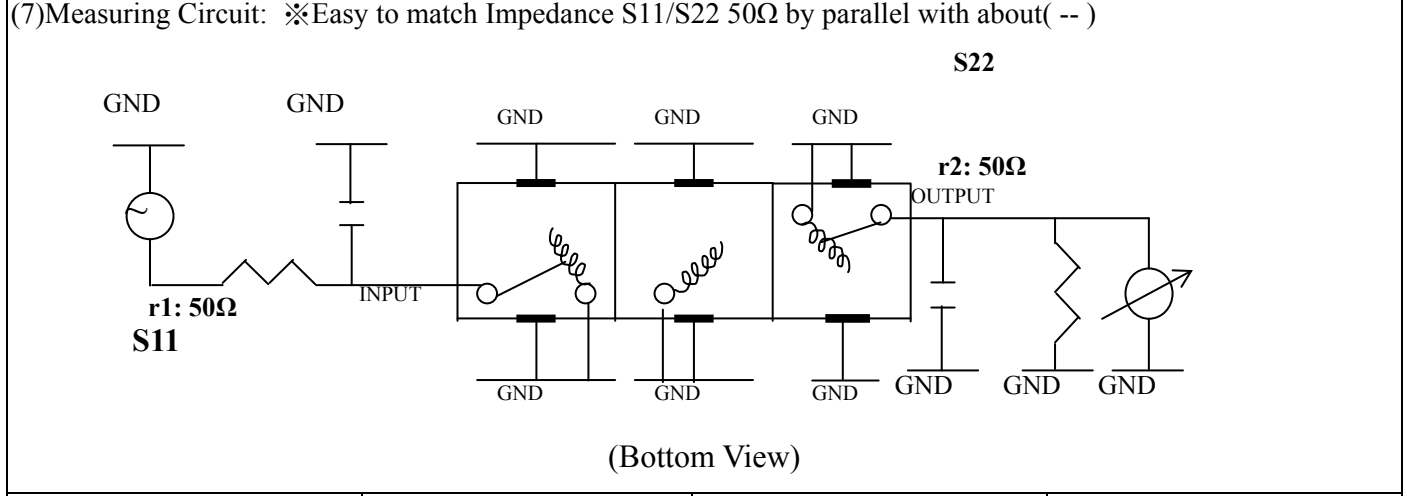 (7)Measuring Circuit: ※Easy to match Impedance S11/S22 50Ω by parallel with about( -- )
S22
GND GND GND GND GND
r2: 50Ω
OUTPUT
INPUT
r1: 50Ω
S11
GND GND GND GND GND GND
(Bottom View)